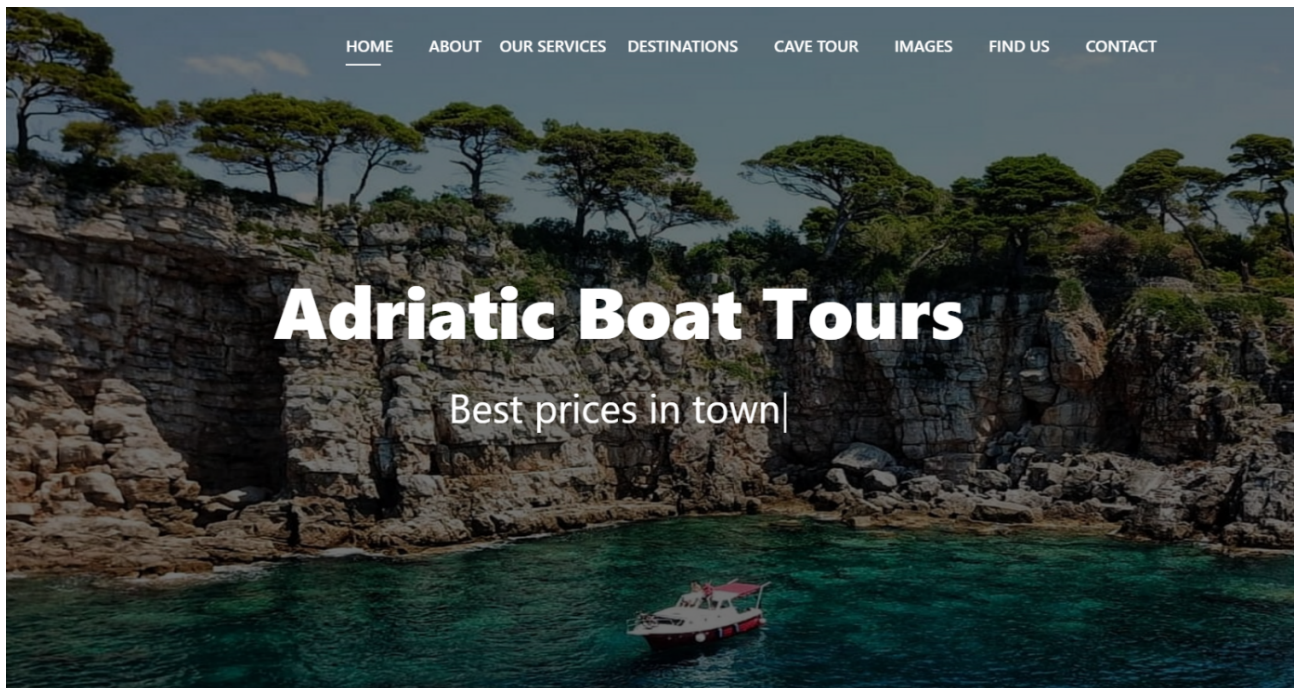 HOME ABOUT OUR SERVICES DESTINATIONS CAVE TOUR IMAGES FIND US CONTACT
Adriatic Boat Tours
Best prices in town|